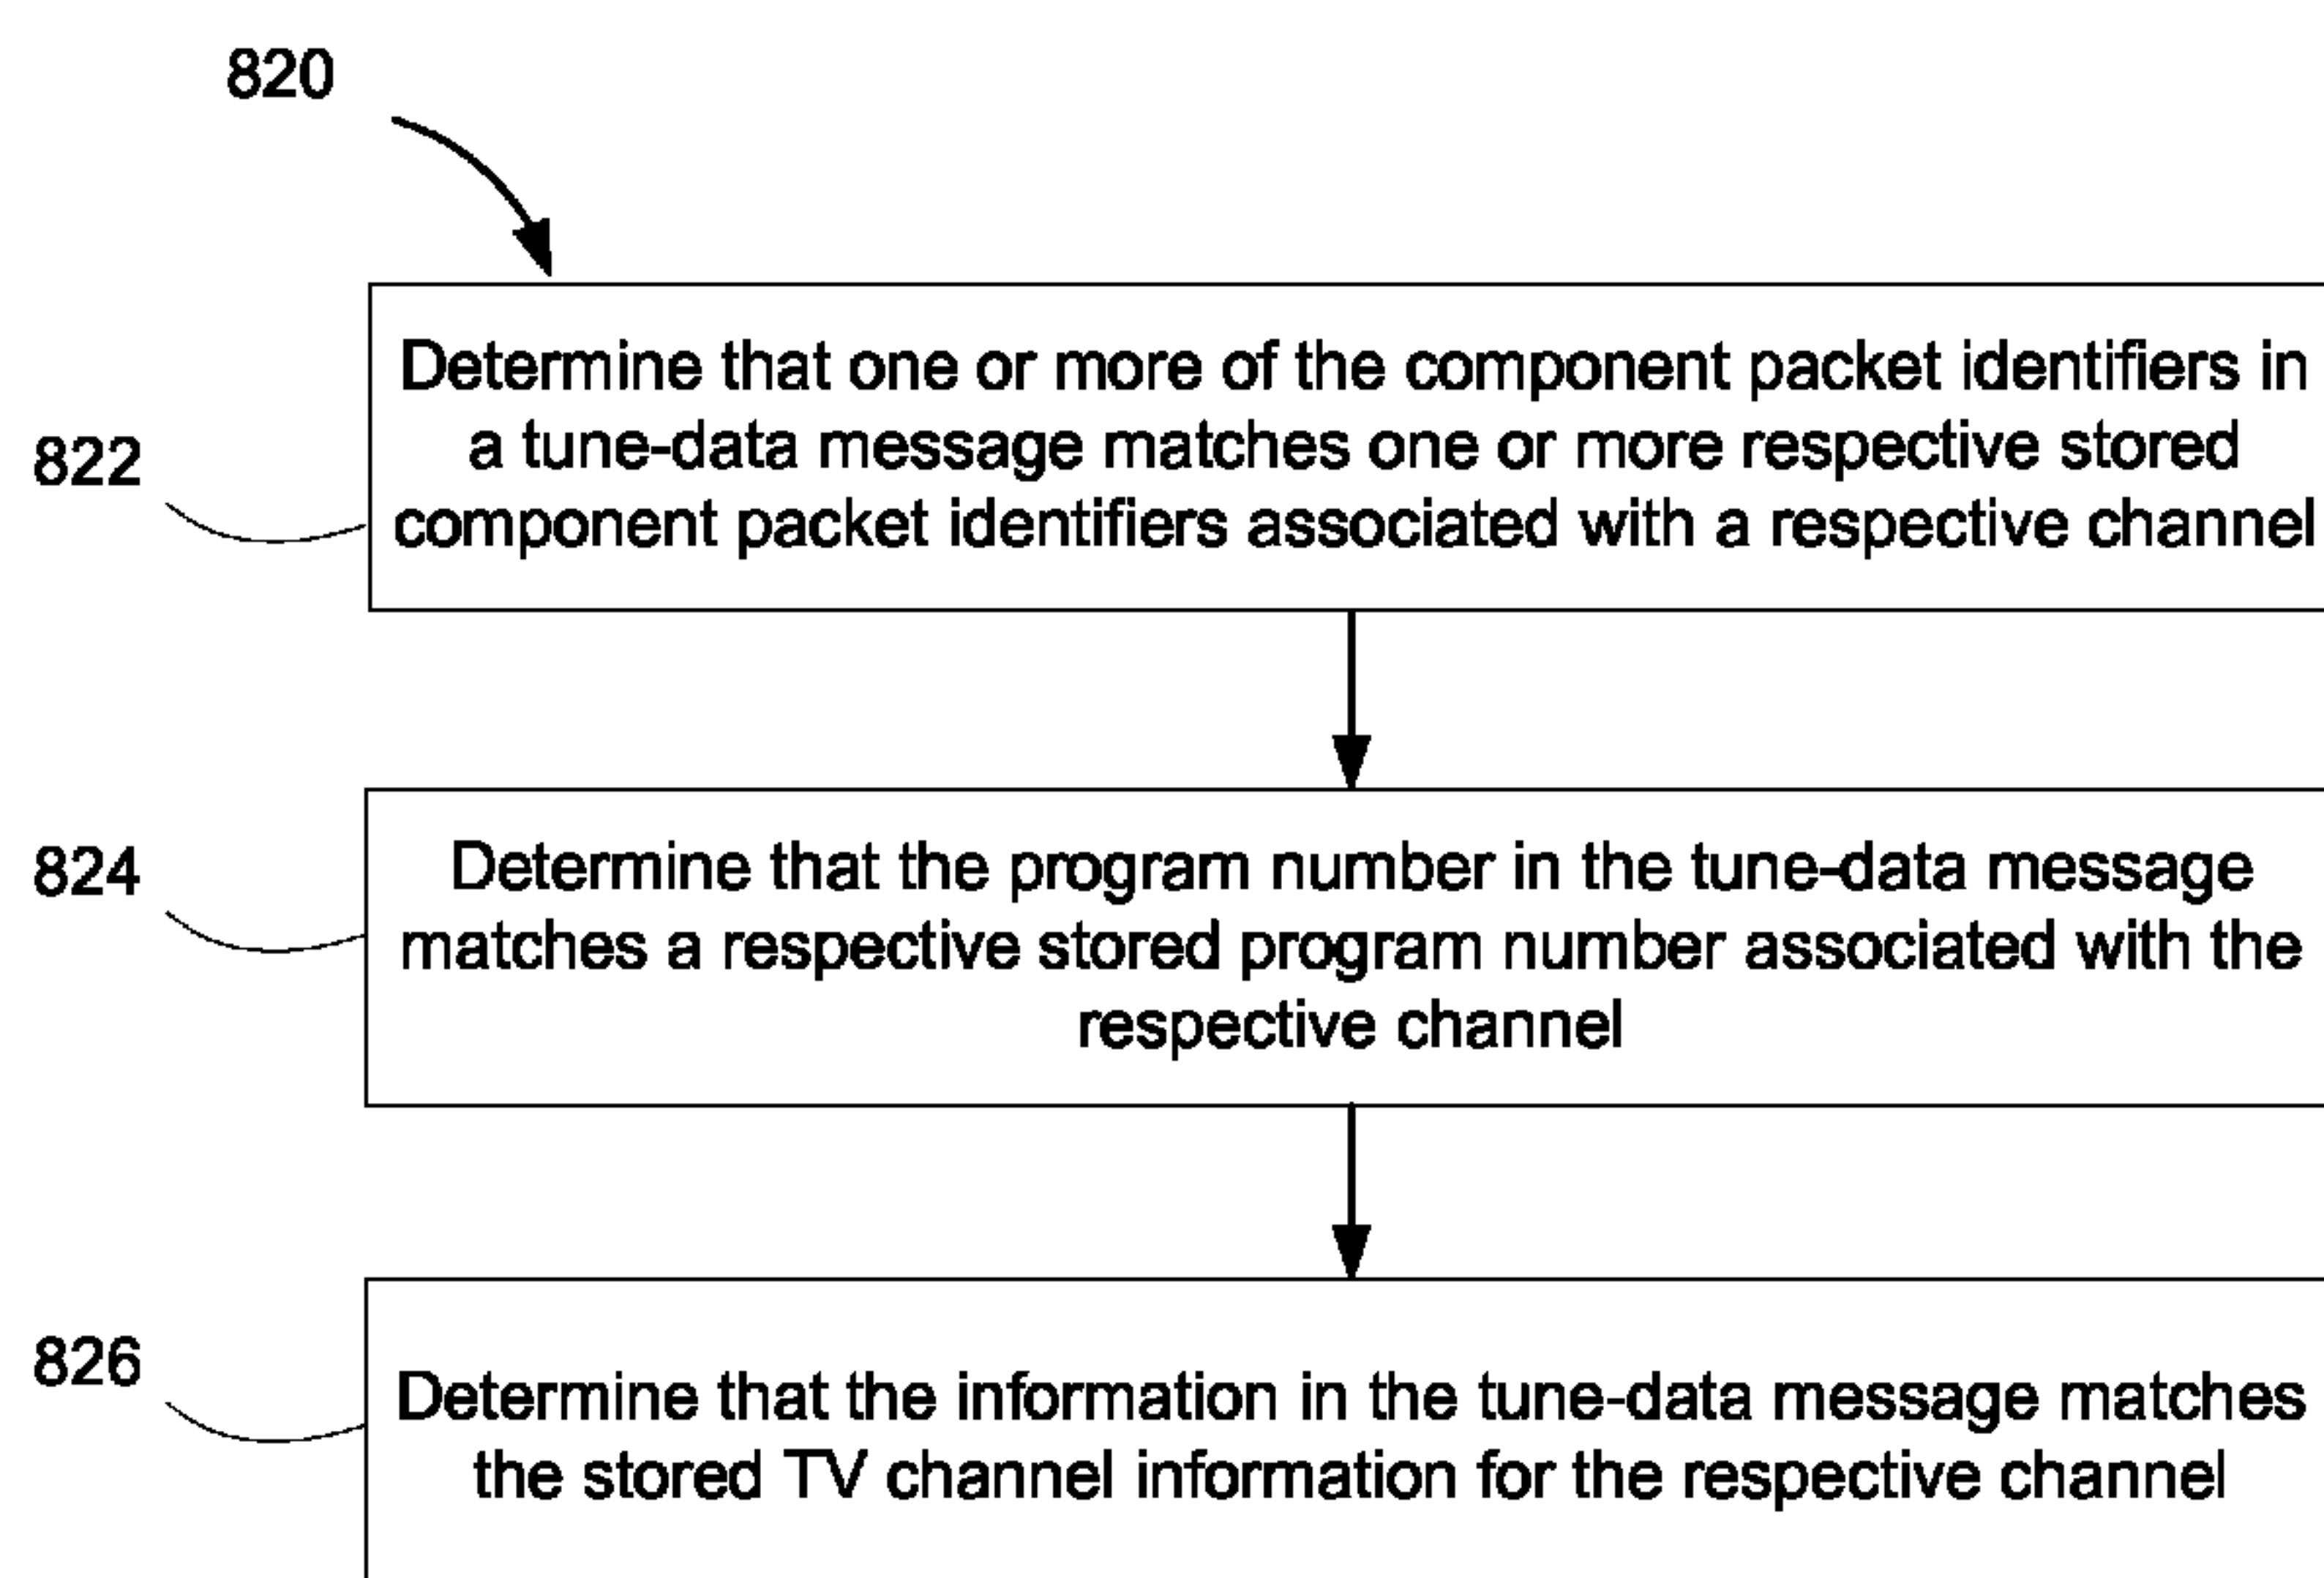 820
822
Determine that one or more of the component packet identifiers in
a tune-data message matches one or more respective stored
component packet identifiers associated with a respective channel
824
Determine that the program number in the tune-data message
matches a respective stored program number associated with the
respective channel
826
Determine that the information in the tune-data message matches
the stored TV channel information for the respective channel